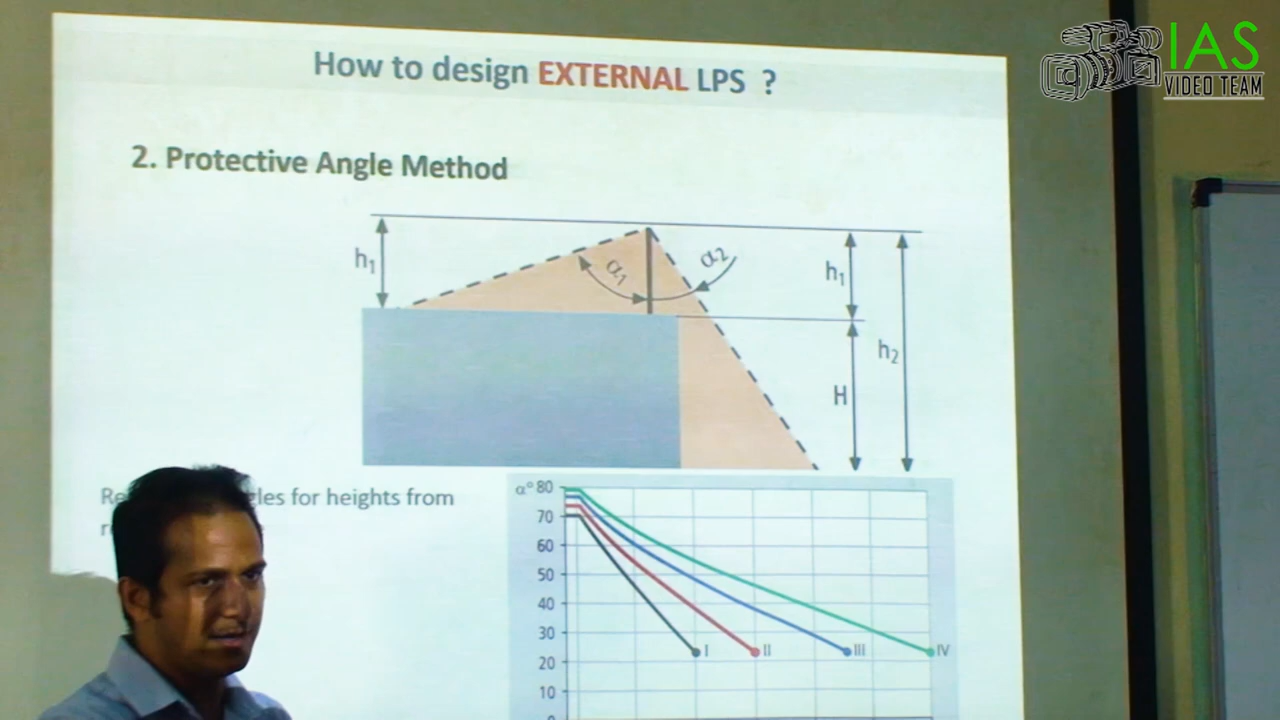 IAS
VIDEO TEAM
How to design EXTERNAL LPS ?
2. Protective Angle Method
h₁
α₁
α₂
h₁
h₂
H
for heights from
α° 80
70
60
50
40
30
20
10
0
I
II
III
IV